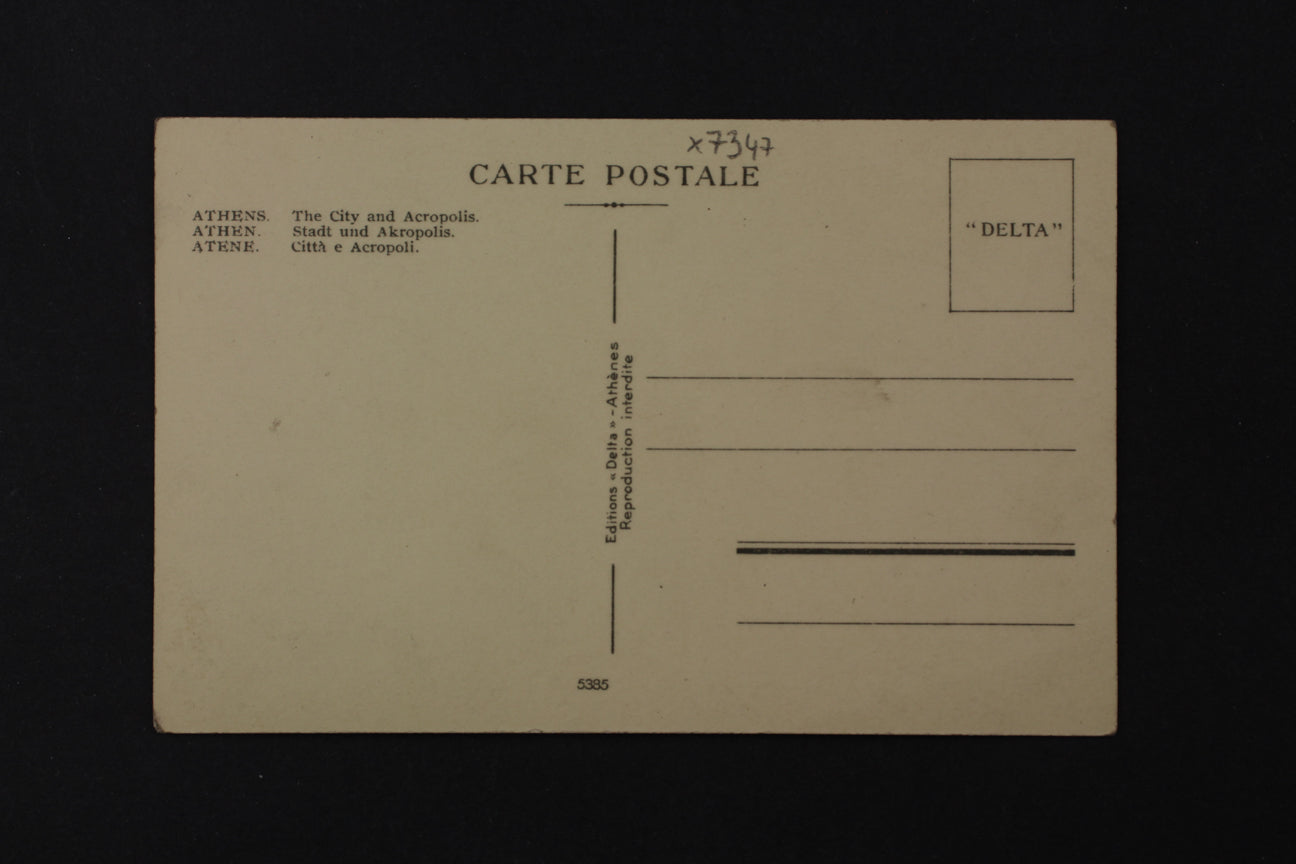 x7347
CARTE POSTALE
ATHENS. The City and Acropolis.
ATHEN. Stadt und Akropolis.
ATENE. Città e Acropoli.
“DELTA”
Editions « Delta » - Athènes
Reproduction interdite
5385